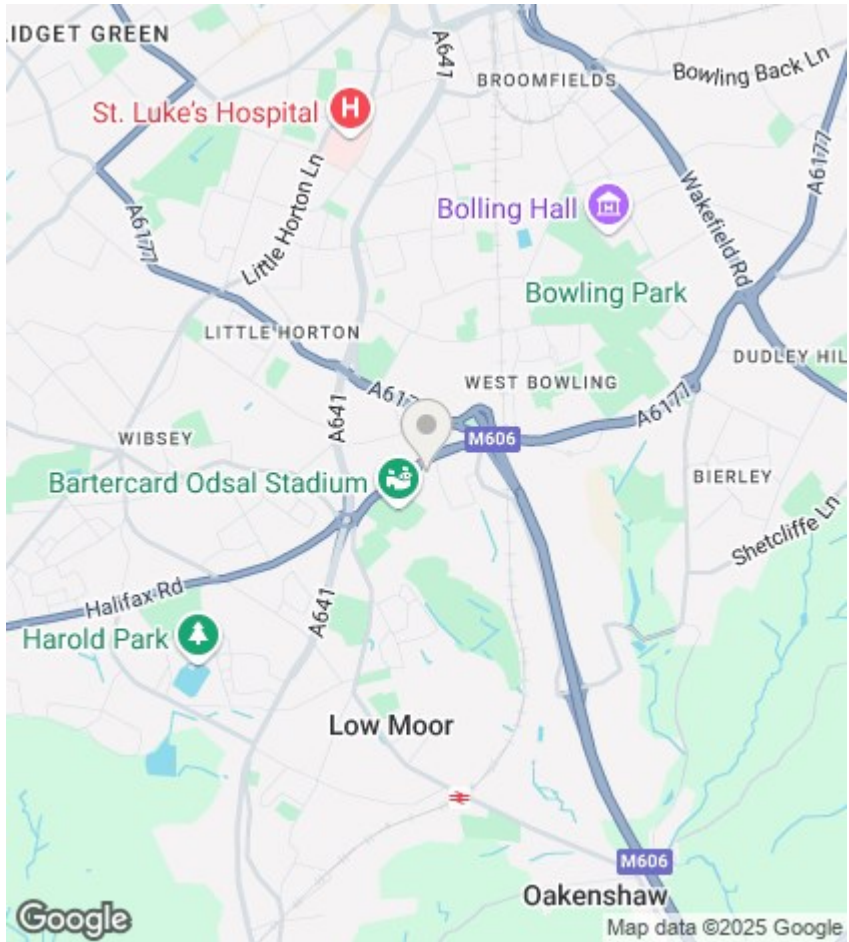 IDGET GREEN
A641
BROOMFIELDS
Bowling Back Ln
St. Luke's Hospital
H
A6177
Little Horton Ln
Bolling Hall
Wakefield Rd
A6177
Bowling Park
LITTLE HORTON
DUDLEY HIL
A617
WEST BOWLING
A6177
A641
WIBSEY
M606
Bartercard Odsal Stadium
BIERLEY
Shetcliffe Ln
Halifax Rd
A641
Harold Park
Low Moor
M606
Oakenshaw
Google
Map data ©2025 Google